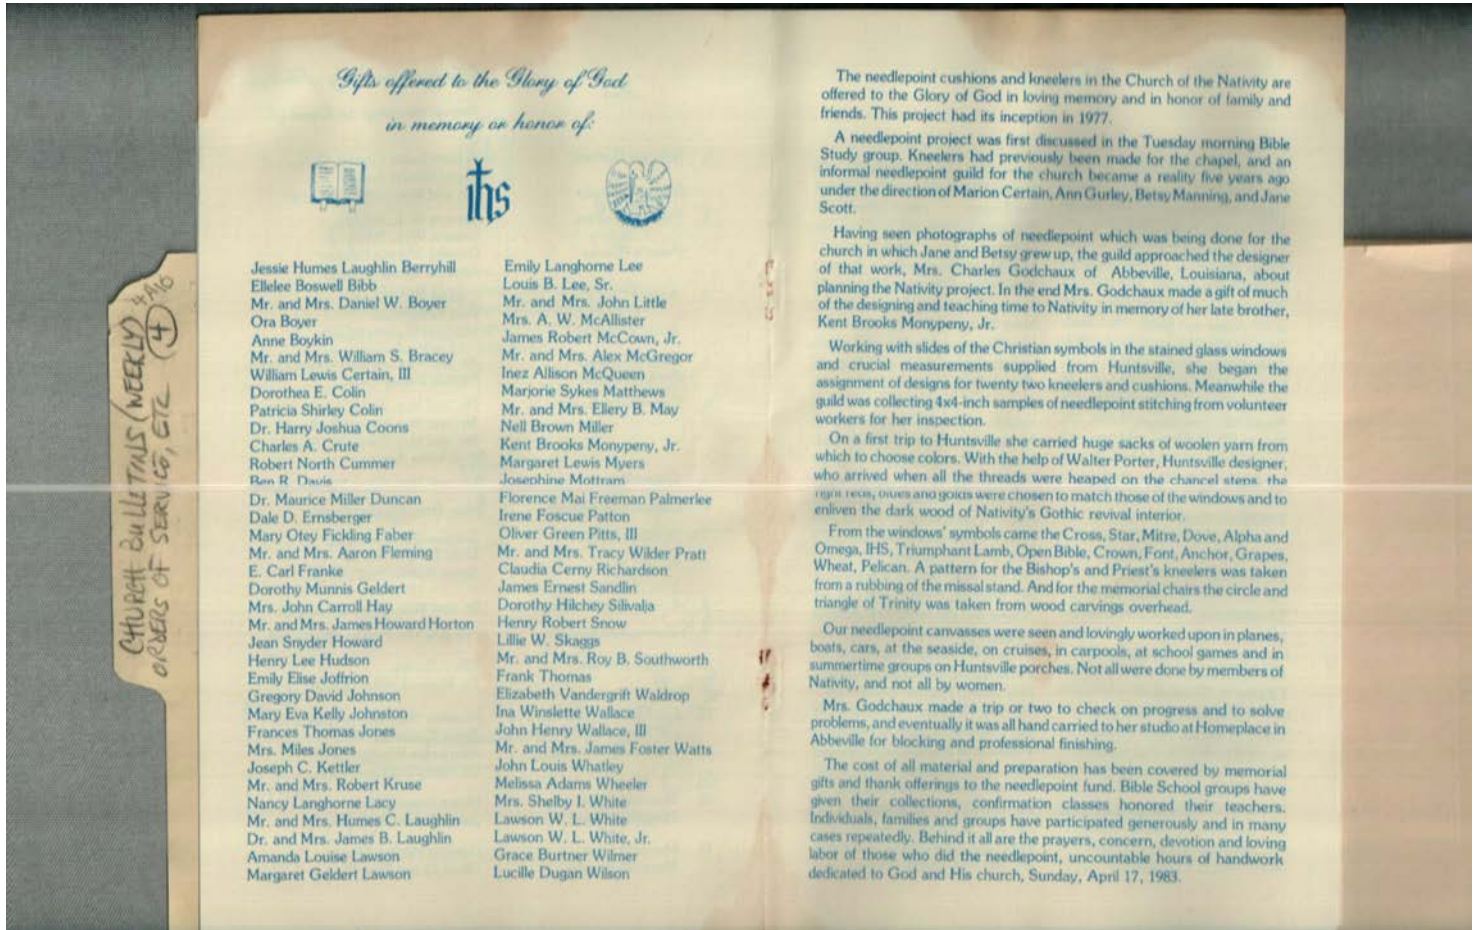 Gifts offered to the Glory of God
in memory or honor of:
ihs
Jessie Humes Laughlin Berryhill
Ellelee Boswell Bibb
Mr. and Mrs. Daniel W. Boyer
Ora Boyer
Anne Boykin
Mr. and Mrs. William S. Bracey
William Lewis Certain, III
Dorothea E. Colin
Patricia Shirley Colin
Dr. Harry Joshua Coons
Charles A. Crute
Robert North Cummer
Ben R. Davis
Dr. Maurice Miller Duncan
Dale D. Ernsberger
Mary Otey Fickling Faber
Mr. and Mrs. Aaron Fleming
E. Carl Franke
Dorothy Munnis Geldert
Mrs. John Carroll Hay
Mr. and Mrs. James Howard Horton
Jean Snyder Howard
Henry Lee Hudson
Emily Elise Joffrion
Gregory David Johnson
Mary Eva Kelly Johnston
Frances Thomas Jones
Mrs. Miles Jones
Joseph C. Kettler
Mr. and Mrs. Robert Kruse
Nancy Langhorne Lacy
Mr. and Mrs. Humes C. Laughlin
Dr. and Mrs. James B. Laughlin
Amanda Louise Lawson
Margaret Geldert Lawson
Emily Langhorne Lee
Louis B. Lee, Sr.
Mr. and Mrs. John Little
Mrs. A. W. McAllister
James Robert McCown, Jr.
Mr. and Mrs. Alex McGregor
Inez Allison McQueen
Marjorie Sykes Matthews
Mr. and Mrs. Ellery B. May
Nell Brown Miller
Kent Brooks Monypeny, Jr.
Margaret Lewis Myers
Josephine Mottram
Florence Mai Freeman Palmerlee
Irene Foscue Patton
Oliver Green Pitts, III
Mr. and Mrs. Tracy Wilder Pratt
Claudia Cerny Richardson
James Ernest Sandlin
Dorothy Hilchey Silivalja
Henry Robert Snow
Lillie W. Skaggs
Mr. and Mrs. Roy B. Southworth
Frank Thomas
Elizabeth Vandergrift Waldrop
Ina Winslette Wallace
John Henry Wallace, III
Mr. and Mrs. James Foster Watts
John Louis Whatley
Melissa Adams Wheeler
Mrs. Shelby I. White
Lawson W. L. White
Lawson W. L. White, Jr.
Grace Burtner Wilmer
Lucille Dugan Wilson
The needlepoint cushions and kneelers in the Church of the Nativity are
offered to the Glory of God in loving memory and in honor of family and
friends. This project had its inception in 1977.
A needlepoint project was first discussed in the Tuesday morning Bible
Study group. Kneelers had previously been made for the chapel, and an
informal needlepoint guild for the church became a reality five years ago
under the direction of Marion Certain, Ann Gurley, Betsy Manning, and Jane
Scott.
Having seen photographs of needlepoint which was being done for the
church in which Jane and Betsy grew up, the guild approached the designer
of that work, Mrs. Charles Godchaux of Abbeville, Louisiana, about
planning the Nativity project. In the end Mrs. Godchaux made a gift of much
of the designing and teaching time to Nativity in memory of her late brother,
Kent Brooks Monypeny, Jr.
Working with slides of the Christian symbols in the stained glass windows
and crucial measurements supplied from Huntsville, she began the
assignment of designs for twenty two kneelers and cushions. Meanwhile the
guild was collecting 4x4-inch samples of needlepoint stitching from volunteer
workers for her inspection.
On a first trip to Huntsville she carried huge sacks of woolen yarn from
which to choose colors. With the help of Walter Porter, Huntsville designer,
who arrived when all the threads were heaped on the chancel steps, the
right reds, blues and golds were chosen to match those of the windows and to
enliven the dark wood of Nativity's Gothic revival interior.
From the windows' symbols came the Cross, Star, Mitre, Dove, Alpha and
Omega, IHS, Triumphant Lamb, Open Bible, Crown, Font, Anchor, Grapes,
Wheat, Pelican. A pattern for the Bishop's and Priest's kneelers was taken
from a rubbing of the missal stand. And for the memorial chairs the circle and
triangle of Trinity was taken from wood carvings overhead.
Our needlepoint canvasses were seen and lovingly worked upon in planes,
boats, cars, at the seaside, on cruises, in carpools, at school games and in
summertime groups on Huntsville porches. Not all were done by members of
Nativity, and not all by women.
Mrs. Godchaux made a trip or two to check on progress and to solve
problems, and eventually it was all hand carried to her studio at Homeplace in
Abbeville for blocking and professional finishing.
The cost of all material and preparation has been covered by memorial
gifts and thank offerings to the needlepoint fund. Bible School groups have
given their collections, confirmation classes honored their teachers.
Individuals, families and groups have participated generously and in many
cases repeatedly. Behind it all are the prayers, concern, devotion and loving
labor of those who did the needlepoint, uncountable hours of handwork
dedicated to God and His church, Sunday, April 17, 1983.
CHURCH BULLETINS (WEEKLY)
ORDERS OF SERVICE, ETC 4